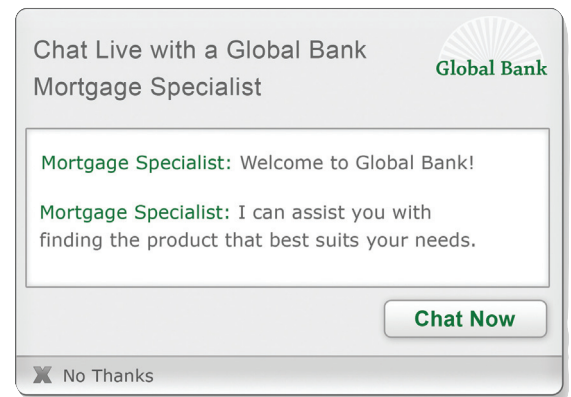 Chat Live with a Global Bank
Mortgage Specialist
Global Bank
Mortgage Specialist: Welcome to Global Bank!
Mortgage Specialist: I can assist you with
finding the product that best suits your needs.
Chat Now
X No Thanks